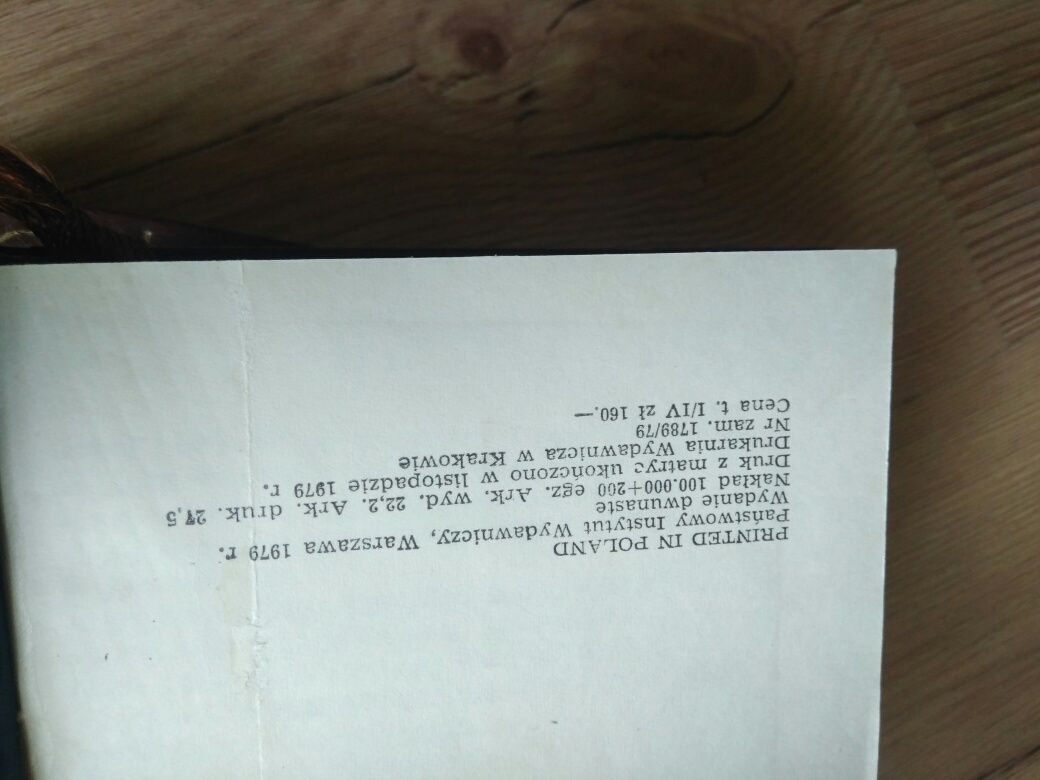 PRINTED IN POLAND
Państwowy Instytut Wydawniczy, Warszawa 1979 r.
Wydanie dwunaste
Nakład 100.000+260 egz. Ark. wyd. 22,2. Ark. druk. 27,5
Druk z matryc ukończono w listopadzie 1979 r.
Drukarnia Wydawnicza w Krakowie
Nr zam. 1789/79
Cena t. I/IV zł 160.—